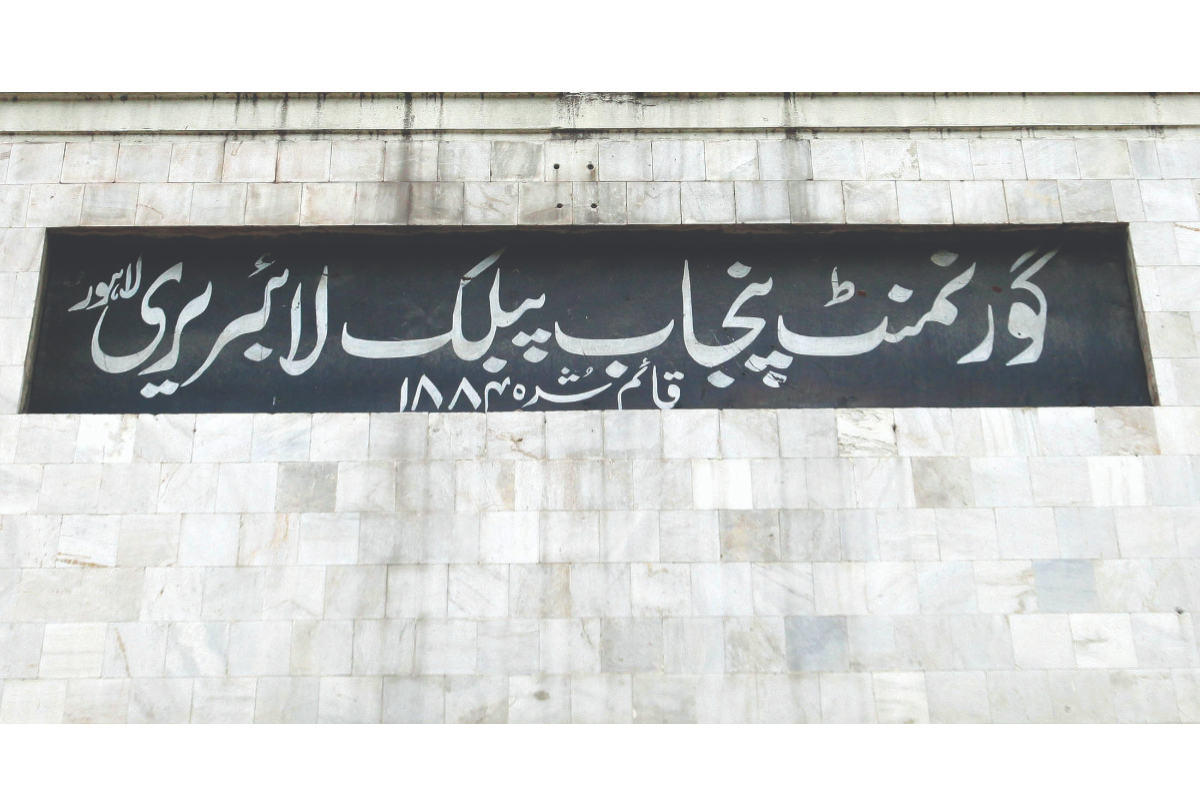 گورنمنٹ پنجاب پبلک لائبریری لاہور
قائم شدہ ۱۸۸۴